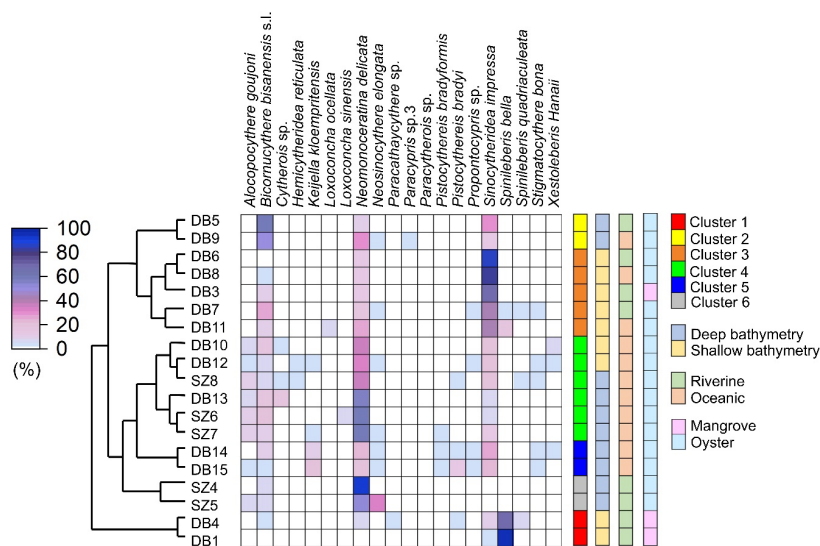 Alocopocythere goujoni
Bicornucythere bisanensis s.l.
Cytherois sp.
Hemicytheridea reticulata
Keijella kloempritensis
Loxoconcha ocellata
Loxoconcha sinensis
Neomonoceratina delicata
Neosinocythere elongata
Paracathaycythere sp.
Paracypris sp.3
Paracytherois sp.
Pistocythereis bradyformis
Pistocythereis bradyi
Propontocypris sp.
Sinocytheridea impressa
Spinileberis bella
Spinileberis quadriaculeata
Stigmatocythere bona
Xestoleberis Hanaii
100
80
60
40
20
0
(%)
DB5
DB9
DB6
DB8
DB3
DB7
DB11
DB10
DB12
SZ8
DB13
SZ6
SZ7
DB14
DB15
SZ4
SZ5
DB4
DB1
Cluster 1
Cluster 2
Cluster 3
Cluster 4
Cluster 5
Cluster 6
Deep bathymetry
Shallow bathymetry
Riverine
Oceanic
Mangrove
Oyster